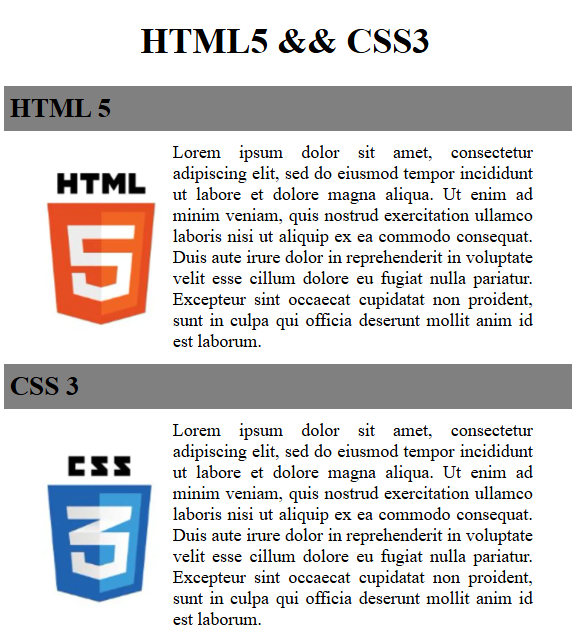 HTML5 && CSS3
HTML 5
HTML
5
Lorem ipsum dolor sit amet, consectetur
adipiscing elit, sed do eiusmod tempor incididunt
ut labore et dolore magna aliqua. Ut enim ad
minim veniam, quis nostrud exercitation ullamco
laboris nisi ut aliquip ex ea commodo consequat.
Duis aute irure dolor in reprehenderit in voluptate
velit esse cillum dolore eu fugiat nulla pariatur.
Excepteur sint occaecat cupidatat non proident,
sunt in culpa qui officia deserunt mollit anim id
est laborum.
CSS 3
CSS
3
Lorem ipsum dolor sit amet, consectetur
adipiscing elit, sed do eiusmod tempor incididunt
ut labore et dolore magna aliqua. Ut enim ad
minim veniam, quis nostrud exercitation ullamco
laboris nisi ut aliquip ex ea commodo consequat.
Duis aute irure dolor in reprehenderit in voluptate
velit esse cillum dolore eu fugiat nulla pariatur.
Excepteur sint occaecat cupidatat non proident,
sunt in culpa qui officia deserunt mollit anim id
est laborum.